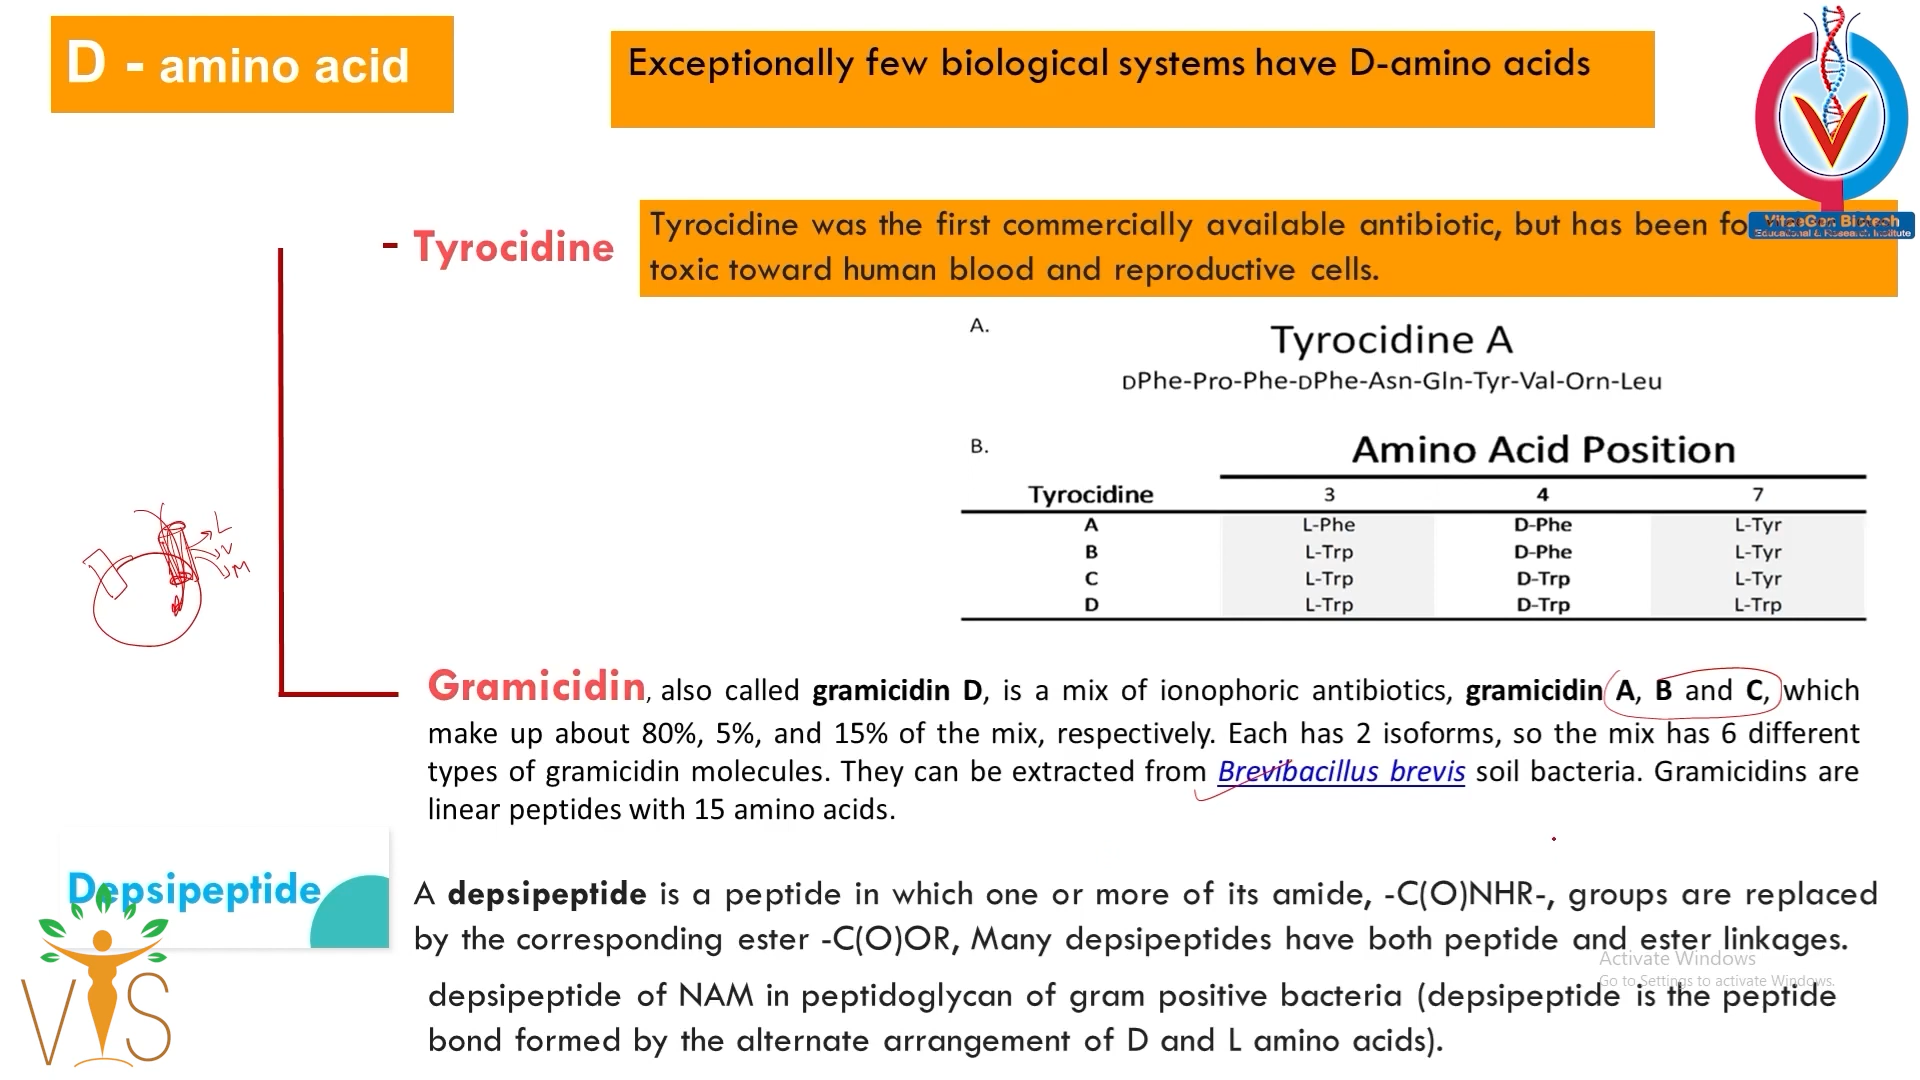 D - amino acid
Exceptionally few biological systems have D-amino acids
VitaeGen Biotech
Educational & Research Institute
- Tyrocidine
Tyrocidine was the first commercially available antibiotic, but has been fo
toxic toward human blood and reproductive cells.
A.
Tyrocidine A
DPhe-Pro-Phe-DPhe-Asn-Gln-Tyr-Val-Orn-Leu
B.
Amino Acid Position
Tyrocidine 3 4 7
A L-Phe D-Phe L-Tyr
B L-Trp D-Phe L-Tyr
C L-Trp D-Trp L-Tyr
D L-Trp D-Trp L-Trp
L
V
M
Gramicidin, also called gramicidin D, is a mix of ionophoric antibiotics, gramicidin A, B and C, which
make up about 80%, 5%, and 15% of the mix, respectively. Each has 2 isoforms, so the mix has 6 different
types of gramicidin molecules. They can be extracted from Brevibacillus brevis soil bacteria. Gramicidins are
linear peptides with 15 amino acids.
Depsipeptide
A depsipeptide is a peptide in which one or more of its amide, -C(O)NHR-, groups are replaced
by the corresponding ester -C(O)OR, Many depsipeptides have both peptide and ester linkages.
Activate Windows
Go to Settings to activate Windows.
depsipeptide of NAM in peptidoglycan of gram positive bacteria (depsipeptide is the peptide
bond formed by the alternate arrangement of D and L amino acids).
VIS